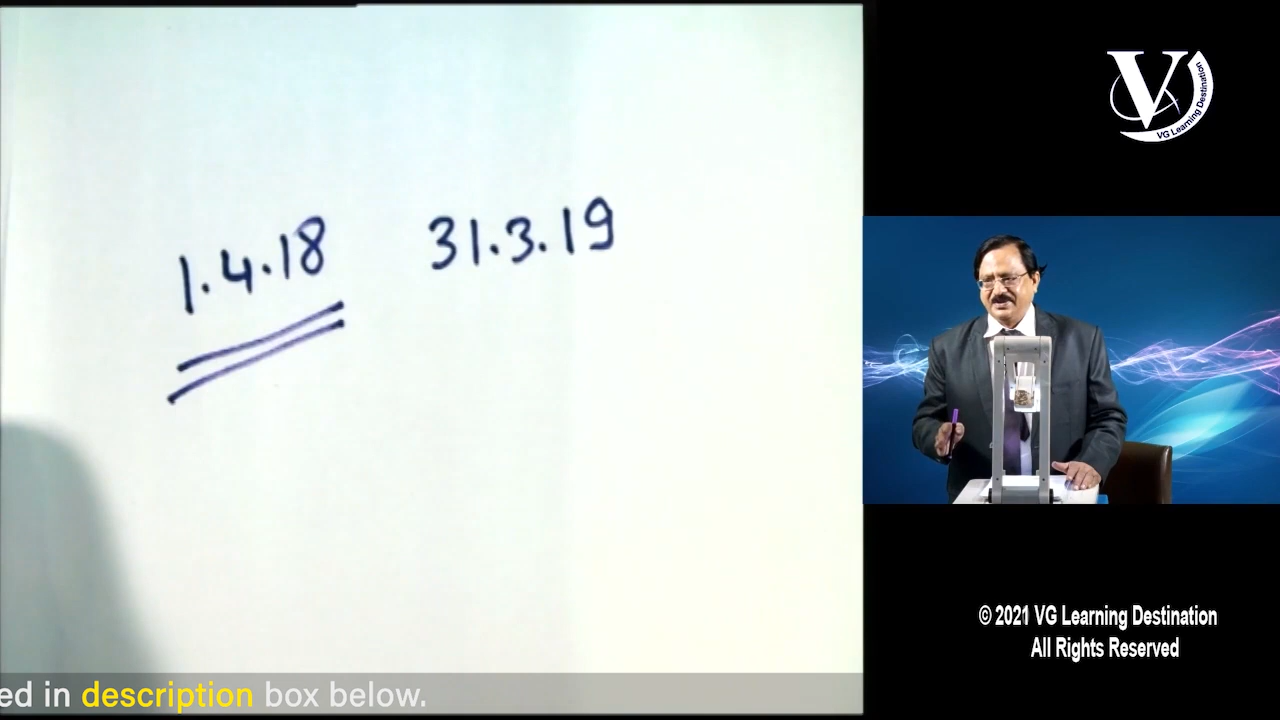 1.4.18 31.3.19
V
VG Learning Destination
© 2021 VG Learning Destination
All Rights Reserved
ed in description box below.